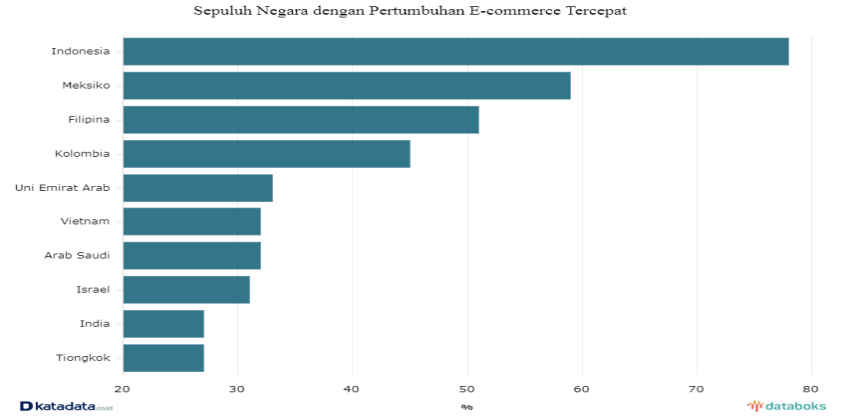 Sepuluh Negara dengan Pertumbuhan E-commerce Tercepat
Indonesia
Meksiko
Filipina
Kolombia
Uni Emirat Arab
Vietnam
Arab Saudi
Israel
India
Tiongkok
20 30 40 50 60 70 80
%
katadata.co.id
databoks